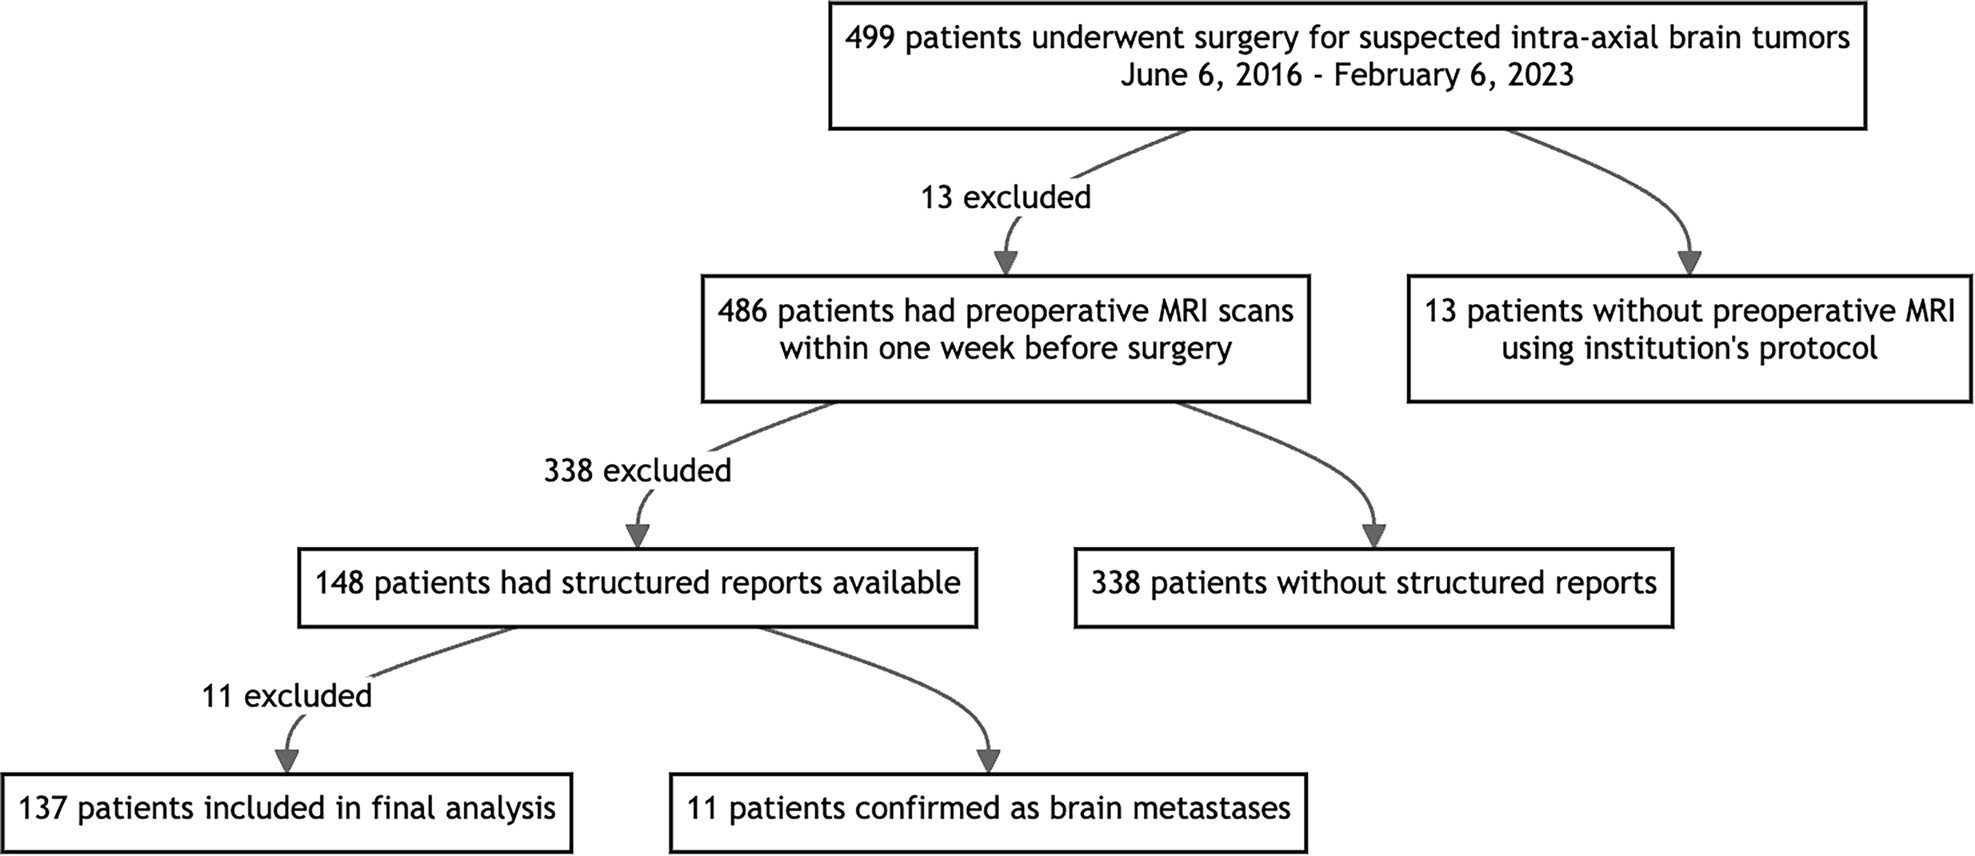 499 patients underwent surgery for suspected intra-axial brain tumors
June 6, 2016 - February 6, 2023
13 excluded
486 patients had preoperative MRI scans
within one week before surgery
13 patients without preoperative MRI
using institution's protocol
338 excluded
148 patients had structured reports available
338 patients without structured reports
11 excluded
137 patients included in final analysis
11 patients confirmed as brain metastases